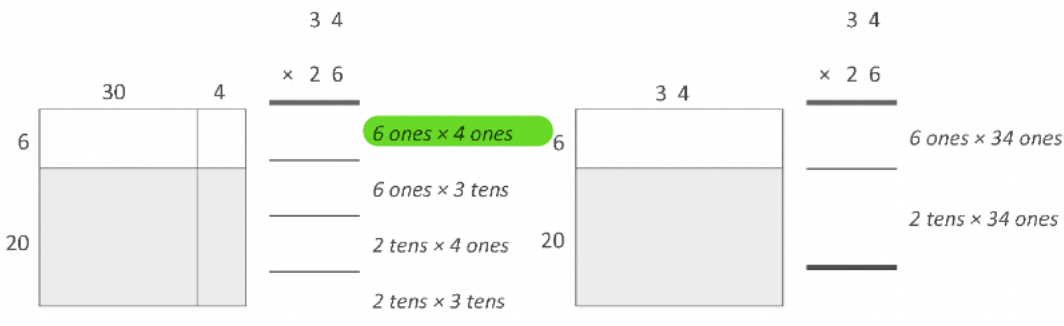 3 4
× 2 6
30 4
6
20
6 ones × 4 ones
6 ones × 3 tens
2 tens × 4 ones
2 tens × 3 tens
3 4
× 2 6
3 4
6
20
6 ones × 34 ones
2 tens × 34 ones